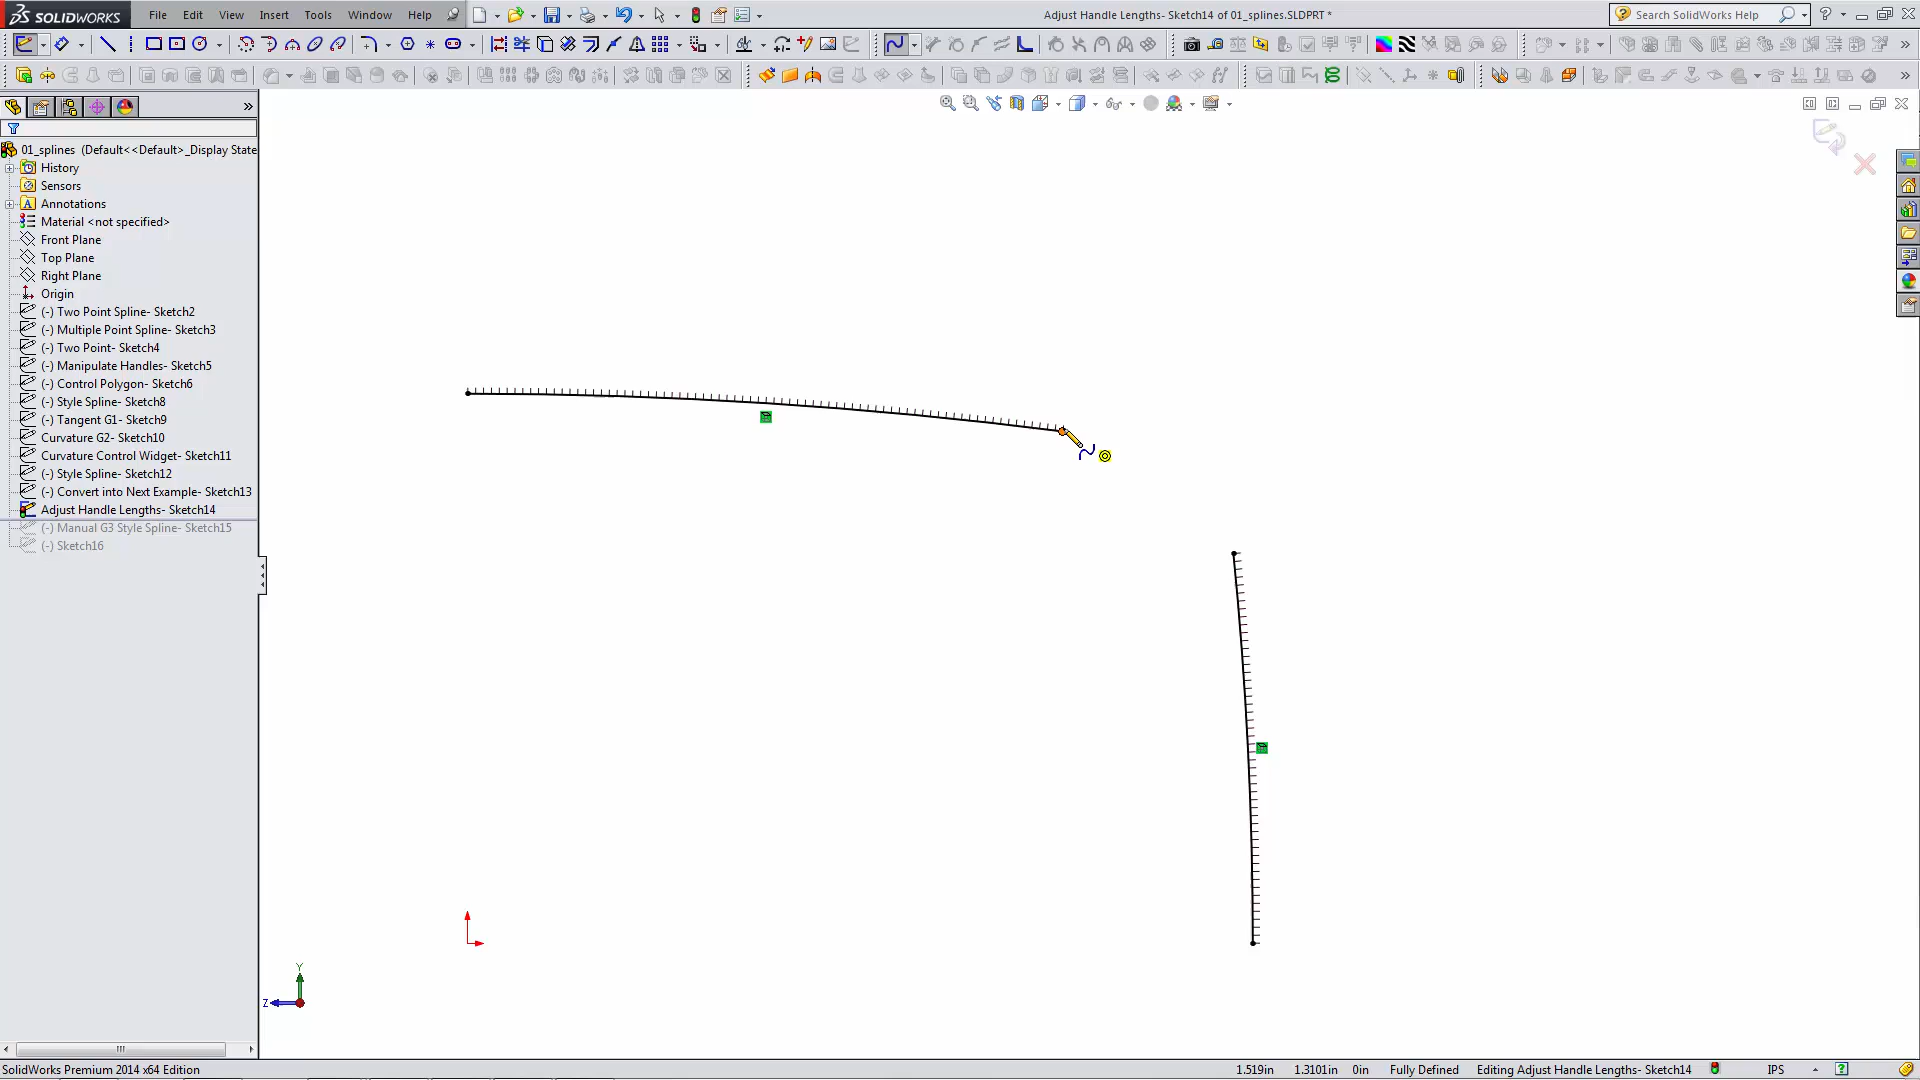 SOLIDWORKS
File Edit View Insert Tools Window Help
Adjust Handle Lengths- Sketch14 of 01_splines.SLDPRT *
Search SolidWorks Help
01_splines (Default<<Default>_Display State
History
Sensors
Annotations
Material <not specified>
Front Plane
Top Plane
Right Plane
Origin
(-) Two Point Spline- Sketch2
(-) Multiple Point Spline- Sketch3
(-) Two Point- Sketch4
(-) Manipulate Handles- Sketch5
(-) Control Polygon- Sketch6
(-) Style Spline- Sketch8
(-) Tangent G1- Sketch9
Curvature G2- Sketch10
Curvature Control Widget- Sketch11
(-) Style Spline- Sketch12
(-) Convert into Next Example- Sketch13
Adjust Handle Lengths- Sketch14
(-) Manual G3 Style Spline- Sketch15
(-) Sketch16
Y
Z
SolidWorks Premium 2014 x64 Edition
1.519in 1.3101in 0in Fully Defined Editing Adjust Handle Lengths- Sketch14 IPS